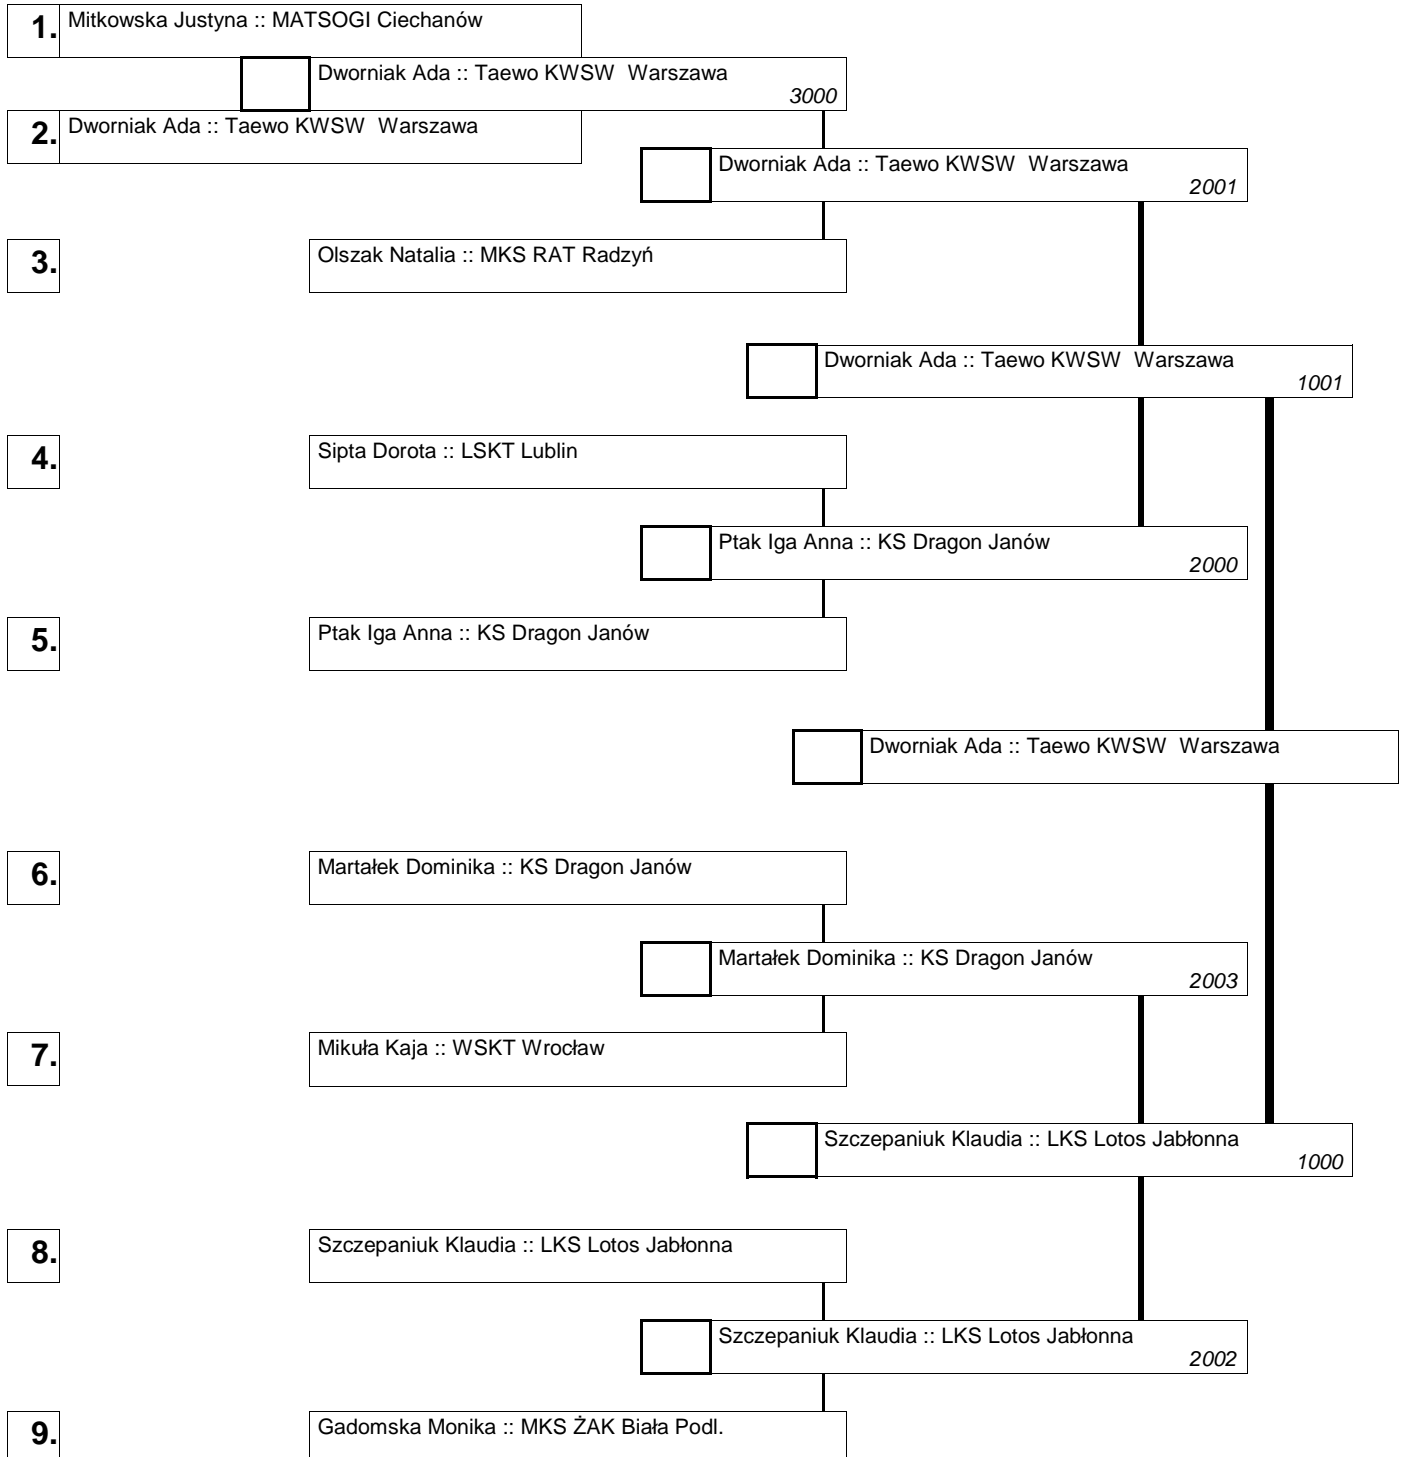 1. Mitkowska Justyna :: MATSOGI Ciechanów
Dworniak Ada :: Taewo KWSW  Warszawa
3000
2. Dworniak Ada :: Taewo KWSW  Warszawa
Dworniak Ada :: Taewo KWSW  Warszawa
2001
3. Olszak Natalia :: MKS RAT Radzyń
Dworniak Ada :: Taewo KWSW  Warszawa
1001
4. Sipta Dorota :: LSKT Lublin
Ptak Iga Anna :: KS Dragon Janów
2000
5. Ptak Iga Anna :: KS Dragon Janów
Dworniak Ada :: Taewo KWSW  Warszawa
6. Martałek Dominika :: KS Dragon Janów
Martałek Dominika :: KS Dragon Janów
2003
7. Mikuła Kaja :: WSKT Wrocław
Szczepaniuk Klaudia :: LKS Lotos Jabłonna
1000
8. Szczepaniuk Klaudia :: LKS Lotos Jabłonna
Szczepaniuk Klaudia :: LKS Lotos Jabłonna
2002
9. Gadomska Monika :: MKS ŻAK Biała Podl.